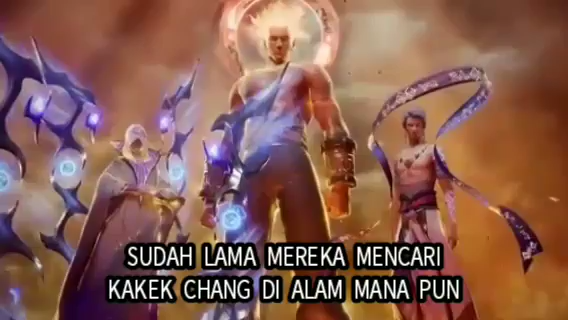 SUDAH LAMA MEREKA MENCARI
KAKEK CHANG DI ALAM MANA PUN